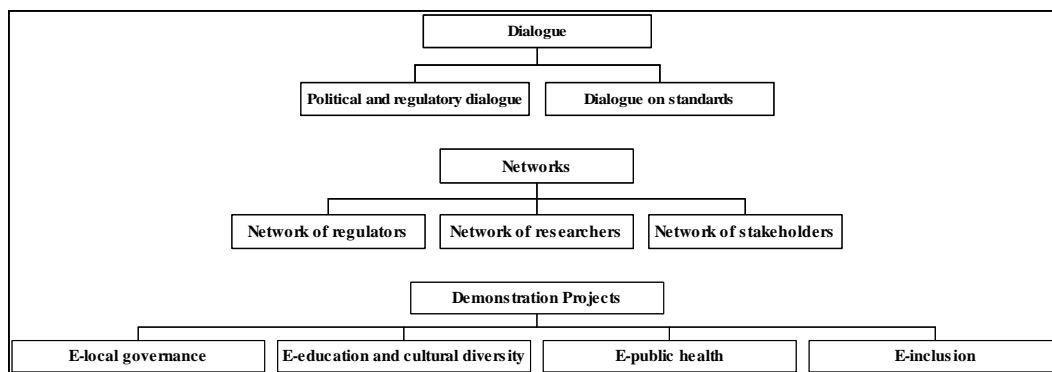 Dialogue
Political and regulatory dialogue
Dialogue on standards
Networks
Network of regulators
Network of researchers
Network of stakeholders
Demonstration Projects
E-local governance
E-education and cultural diversity
E-public health
E-inclusion